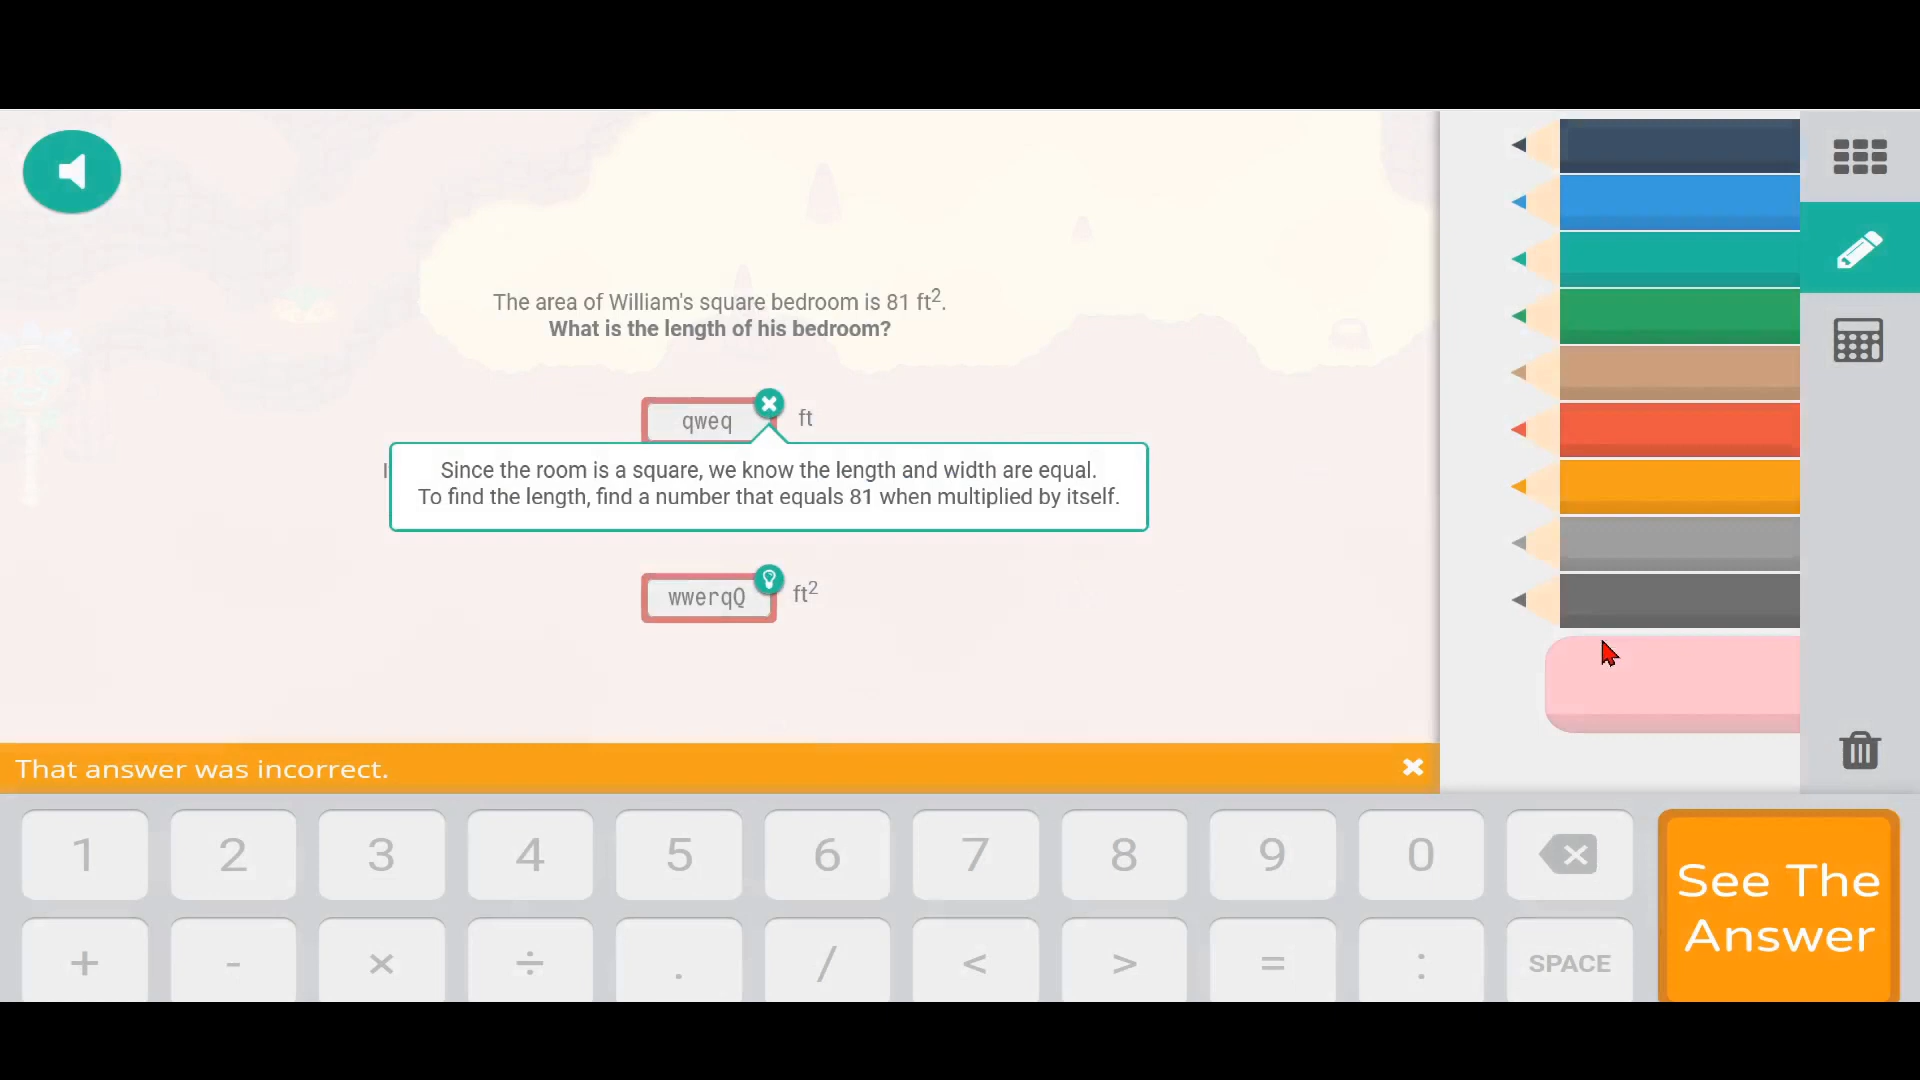 The area of William's square bedroom is 81 ft².
What is the length of his bedroom?
qweq ft
Since the room is a square, we know the length and width are equal.
To find the length, find a number that equals 81 when multiplied by itself.
wwerqQ ft²
That answer was incorrect.
1 2 3 4 5 6 7 8 9 0
+ - × ÷ . / < > = : SPACE
See The
Answer